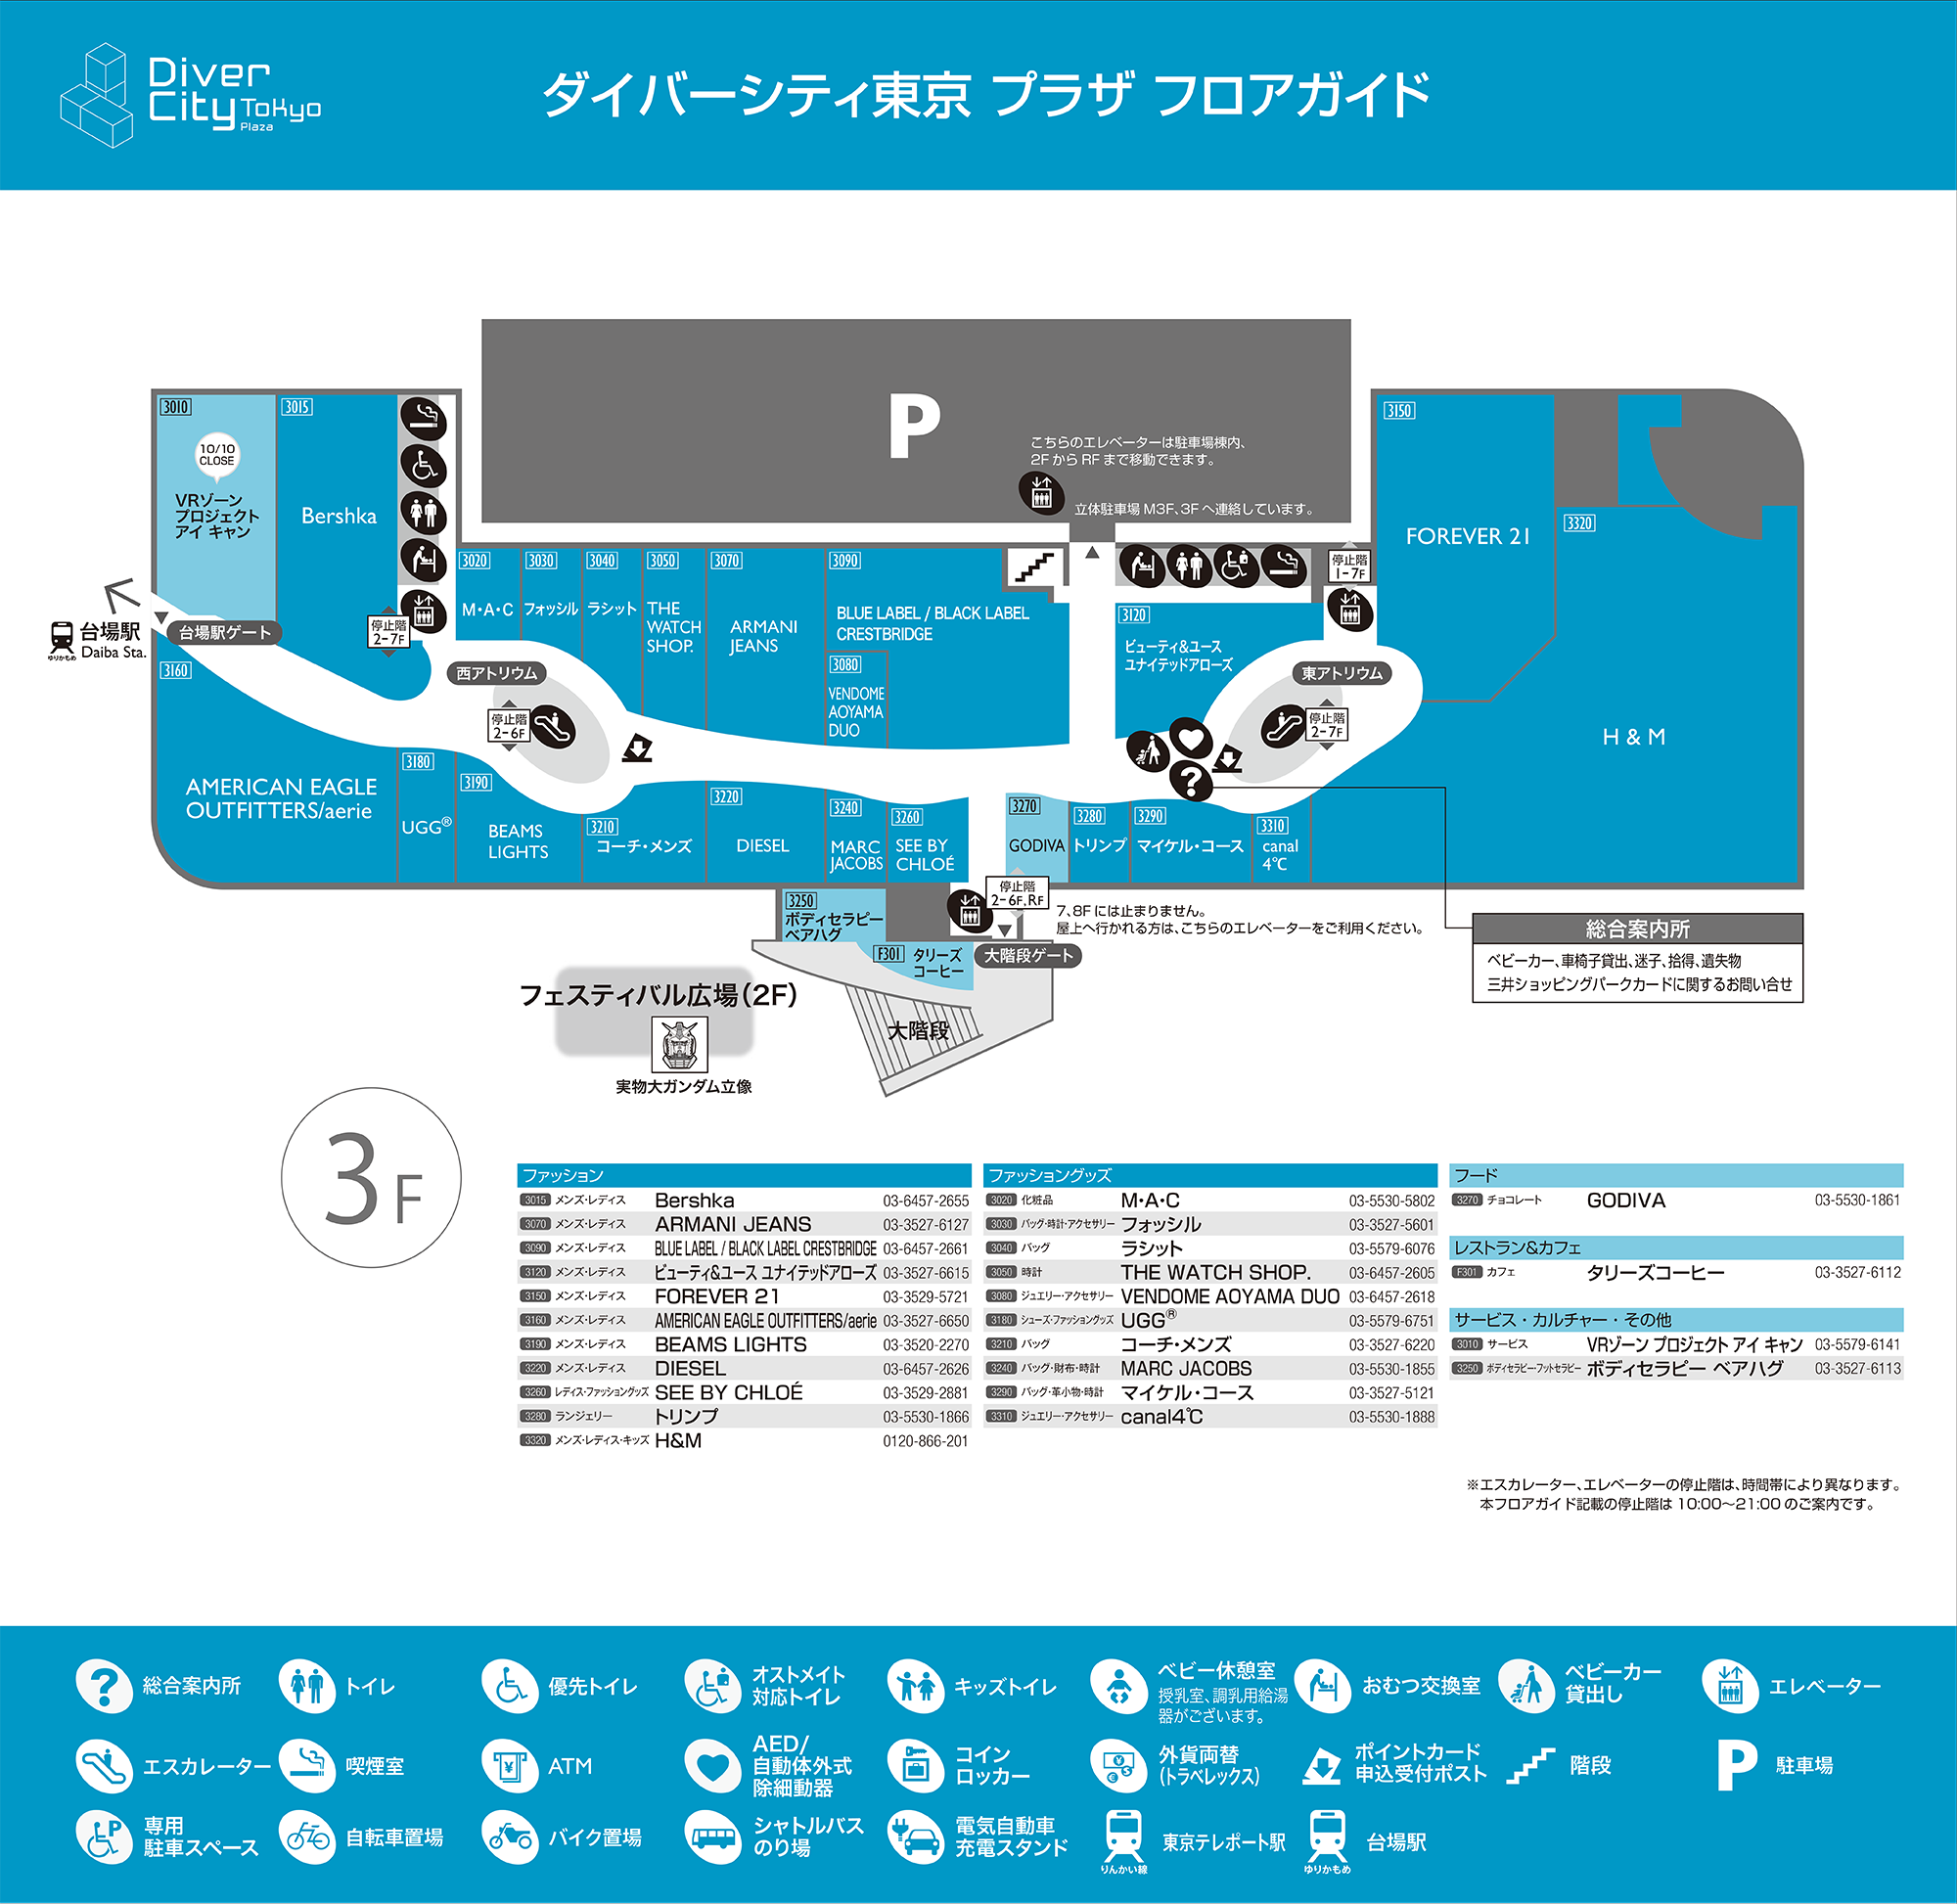 Diver
City Tokyo
Plaza
ダイバーシティ東京 プラザ フロアガイド
P
こちらのエレベーターは駐車場棟内、
2FからRFまで移動できます。
立体駐車場M3F、3Fへ連絡しています。
3010
10/10
CLOSE
VRゾーン
プロジェクト
アイ キャン
3015
Bershka
停止階
2-7F
3020
M・A・C
3030
フォッシル
3040
ラシット
3050
THE
WATCH
SHOP.
3070
ARMANI
JEANS
3090
BLUE LABEL / BLACK LABEL
CRESTBRIDGE
3080
VENDOME
AOYAMA
DUO
3120
ビューティ&ユース
ユナイテッドアローズ
停止階
1-7F
3150
FOREVER 21
3320
H & M
ゆりかもめ
台場駅
Daiba Sta.
台場駅ゲート
西アトリウム
停止階
2-6F
東アトリウム
停止階
2-7F
3160
AMERICAN EAGLE
OUTFITTERS/aerie
3180
UGG®
3190
BEAMS
LIGHTS
3210
コーチ・メンズ
3220
DIESEL
3240
MARC
JACOBS
3260
SEE BY
CHLOÉ
3270
GODIVA
3280
トリンプ
3290
マイケル・コース
3310
canal
4℃
3250
ボディセラピー
ベアハグ
F301
タリーズ
コーヒー
停止階
2-6F,RF
7、8Fには止まりません。
屋上へ行かれる方は、こちらのエレベーターをご利用ください。
大階段ゲート
総合案内所
ベビーカー、車椅子貸出、迷子、拾得、遺失物
三井ショッピングパークカードに関するお問い合せ
フェスティバル広場(2F)
実物大ガンダム立像
大階段
3F
ファッション
3015 メンズ・レディス Bershka 03-6457-2655
3070 メンズ・レディス ARMANI JEANS 03-3527-6127
3090 メンズ・レディス BLUE LABEL / BLACK LABEL CRESTBRIDGE 03-6457-2661
3120 メンズ・レディス ビューティ&ユース ユナイテッドアローズ 03-3527-6615
3150 メンズ・レディス FOREVER 21 03-3529-5721
3160 メンズ・レディス AMERICAN EAGLE OUTFITTERS/aerie 03-3527-6650
3190 メンズ・レディス BEAMS LIGHTS 03-3520-2270
3220 メンズ・レディス DIESEL 03-6457-2626
3260 レディス・ファッショングッズ SEE BY CHLOÉ 03-3529-2881
3280 ランジェリー トリンプ 03-5530-1866
3320 メンズ・レディス・キッズ H&M 0120-866-201
ファッショングッズ
3020 化粧品 M・A・C 03-5530-5802
3030 バッグ・時計・アクセサリー フォッシル 03-3527-5601
3040 バッグ ラシット 03-5579-6076
3050 時計 THE WATCH SHOP. 03-6457-2605
3080 ジュエリー・アクセサリー VENDOME AOYAMA DUO 03-6457-2618
3180 シューズ・ファッショングッズ UGG® 03-5579-6751
3210 バッグ コーチ・メンズ 03-3527-6220
3240 バッグ・財布・時計 MARC JACOBS 03-5530-1855
3290 バッグ・革小物・時計 マイケル・コース 03-3527-5121
3310 ジュエリー・アクセサリー canal4℃ 03-5530-1888
フード
3270 チョコレート GODIVA 03-5530-1861
レストラン&カフェ
F301 カフェ タリーズコーヒー 03-3527-6112
サービス・カルチャー・その他
3010 サービス VRゾーン プロジェクト アイ キャン 03-5579-6141
3250 ボディセラピー・フットセラピー ボディセラピー ベアハグ 03-3527-6113
※エスカレーター、エレベーターの停止階は、時間帯により異なります。
本フロアガイド記載の停止階は10:00〜21:00のご案内です。
総合案内所
トイレ
優先トイレ
オストメイト
対応トイレ
キッズトイレ
ベビー休憩室
授乳室、調乳用給湯
器がございます。
おむつ交換室
ベビーカー
貸出し
エレベーター
エスカレーター
喫煙室
ATM
AED/
自動体外式
除細動器
コイン
ロッカー
外貨両替
(トラベレックス)
ポイントカード
申込受付ポスト
階段
P 駐車場
専用
駐車スペース
自転車置場
バイク置場
シャトルバス
のり場
電気自動車
充電スタンド
りんかい線
東京テレポート駅
ゆりかもめ
台場駅